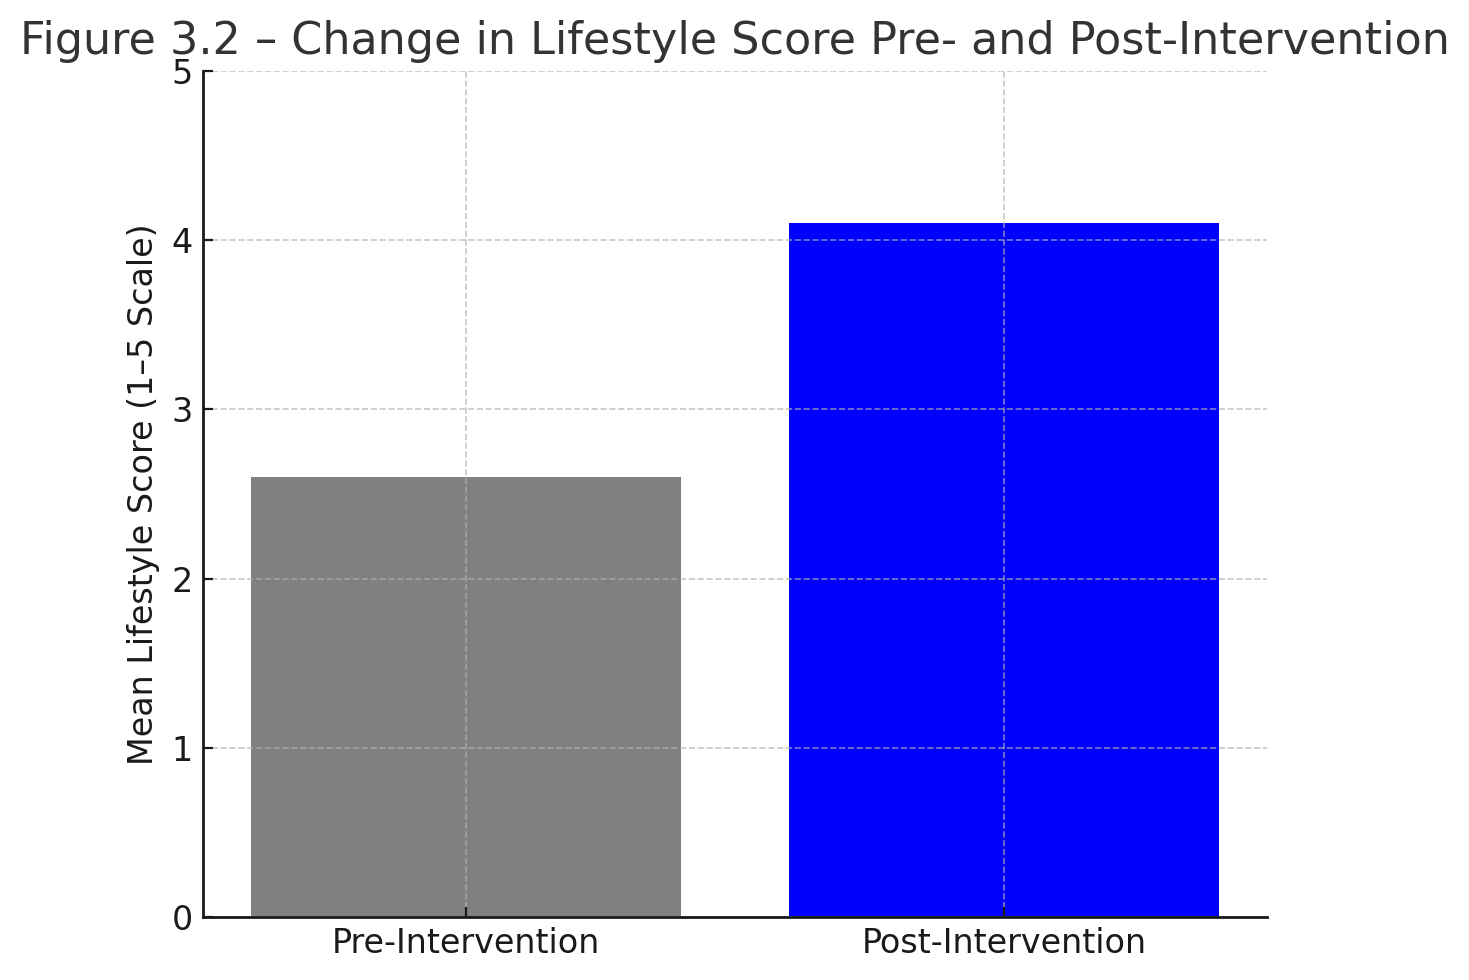 Figure 3.2 – Change in Lifestyle Score Pre- and Post-Intervention
5
4
3
2
1
0
Mean Lifestyle Score (1–5 Scale)
Pre-Intervention
Post-Intervention